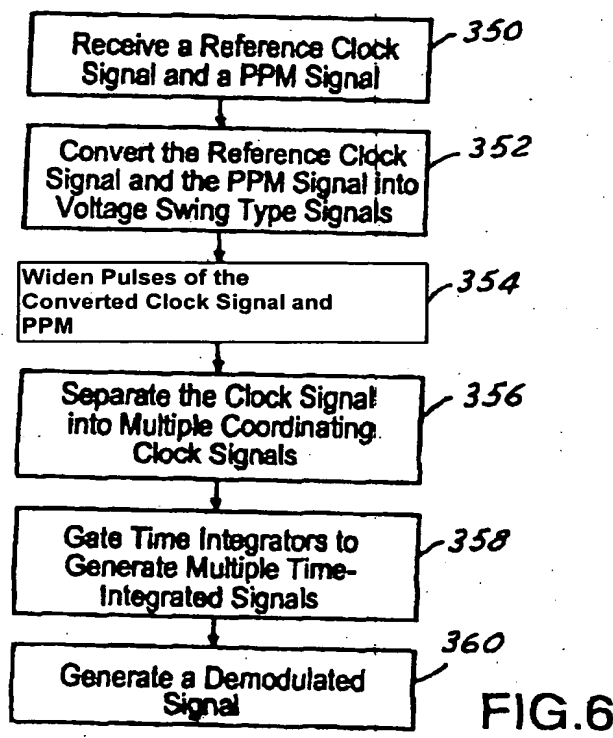 Receive a Reference Clock
Signal and a PPM Signal
350
Convert the Reference Clock
Signal and the PPM Signal into
Voltage Swing Type Signals
352
Widen Pulses of the
Converted Clock Signal and
PPM
354
Separate the Clock Signal
into Multiple Coordinating
Clock Signals
356
Gate Time Integrators to
Generate Multiple Time-
Integrated Signals
358
Generate a Demodulated
Signal
360
FIG.6